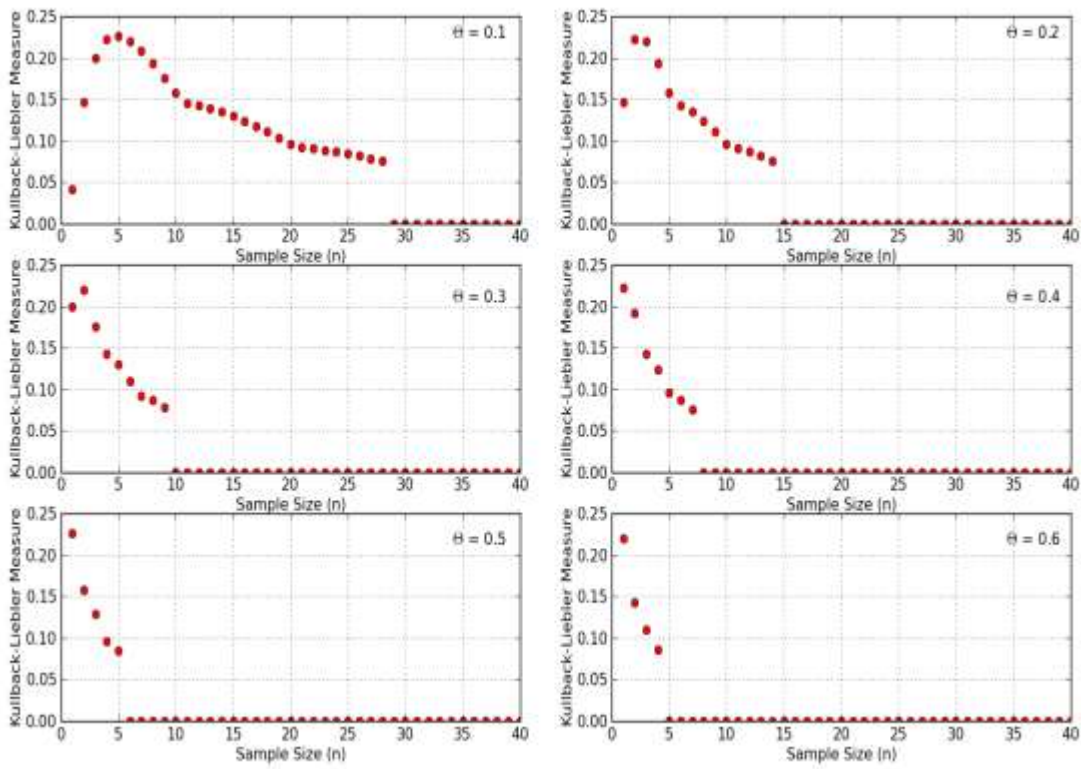 Kullback-Liebler Measure
0.25
0.20
0.15
0.10
0.05
0.00
Θ = 0.1
0 5 10 15 20 25 30 35 40
Sample Size (n)
Kullback-Liebler Measure
0.25
0.20
0.15
0.10
0.05
0.00
Θ = 0.2
0 5 10 15 20 25 30 35 40
Sample Size (n)
Kullback-Liebler Measure
0.25
0.20
0.15
0.10
0.05
0.00
Θ = 0.3
0 5 10 15 20 25 30 35 40
Sample Size (n)
Kullback-Liebler Measure
0.25
0.20
0.15
0.10
0.05
0.00
Θ = 0.4
0 5 10 15 20 25 30 35 40
Sample Size (n)
Kullback-Liebler Measure
0.25
0.20
0.15
0.10
0.05
0.00
Θ = 0.5
0 5 10 15 20 25 30 35 40
Sample Size (n)
Kullback-Liebler Measure
0.25
0.20
0.15
0.10
0.05
0.00
Θ = 0.6
0 5 10 15 20 25 30 35 40
Sample Size (n)